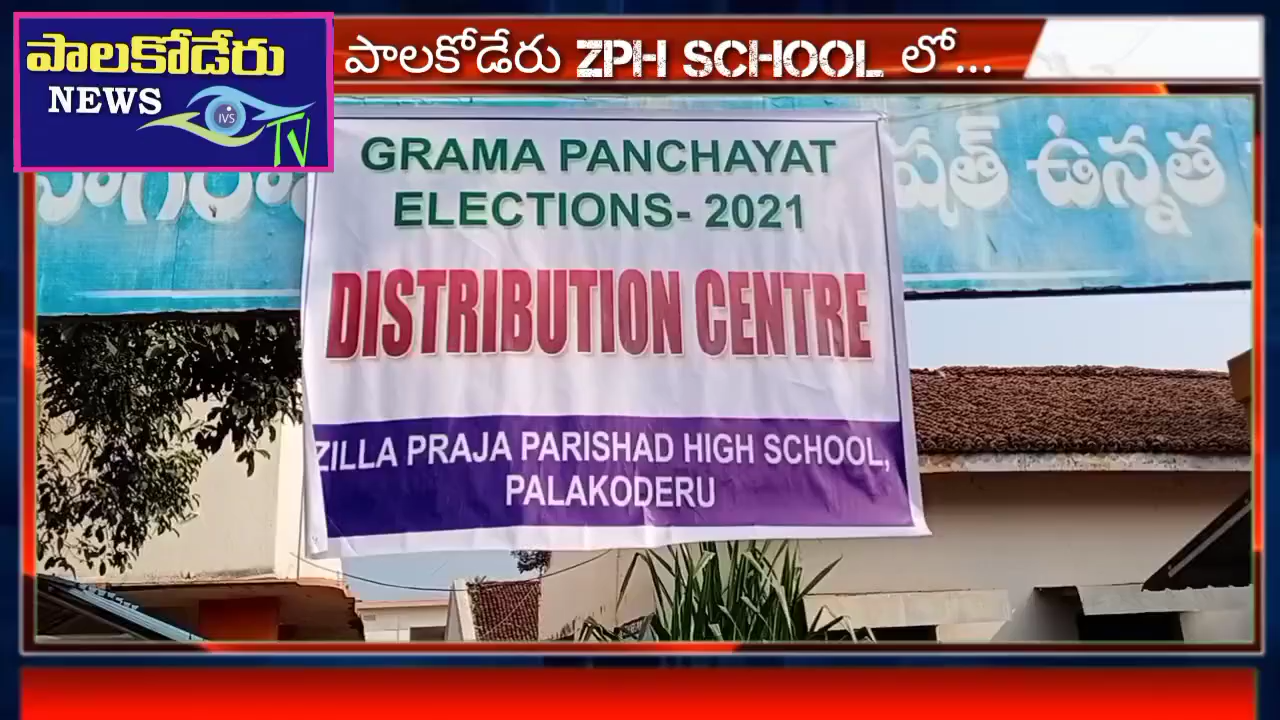 పాలకోడేరు
NEWS
IVS
TV
పాలకోడేరు ZPH SCHOOL లో...
GRAMA PANCHAYAT
ELECTIONS- 2021
DISTRIBUTION CENTRE
ZILLA PRAJA PARISHAD HIGH SCHOOL,
PALAKODERU
షత్ ఉన్నత